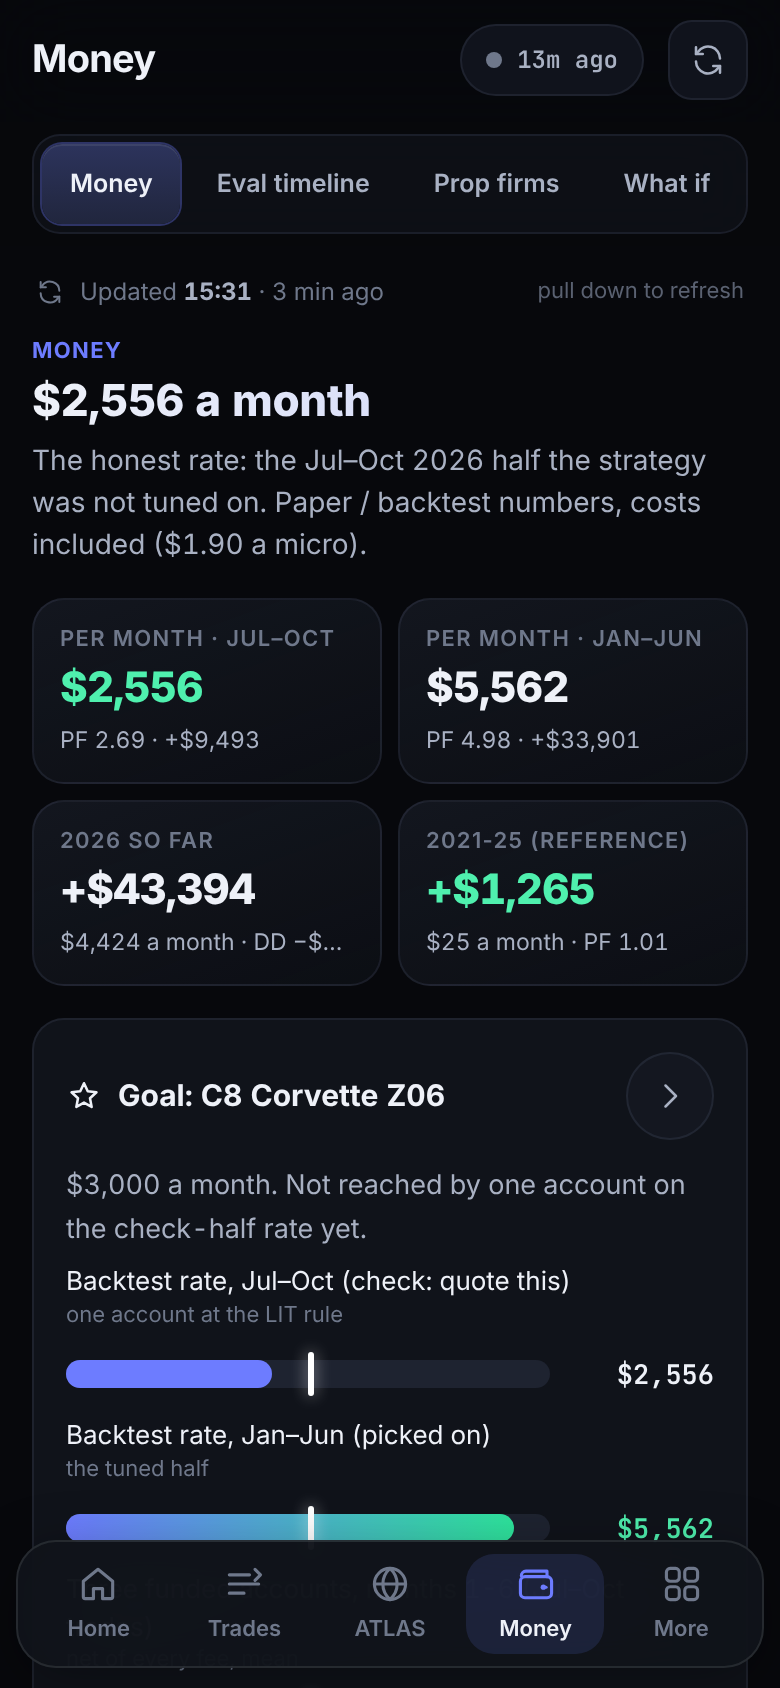 Money
13m ago
Money
Eval timeline
Prop firms
What if
Updated 15:31 · 3 min ago
pull down to refresh
MONEY
$2,556 a month
The honest rate: the Jul–Oct 2026 half the strategy
was not tuned on. Paper / backtest numbers, costs
included ($1.90 a micro).
PER MONTH · JUL–OCT
$2,556
PF 2.69 · +$9,493
PER MONTH · JAN–JUN
$5,562
PF 4.98 · +$33,901
2026 SO FAR
+$43,394
$4,424 a month · DD −$...
2021-25 (REFERENCE)
+$1,265
$25 a month · PF 1.01
Goal: C8 Corvette Z06
$3,000 a month. Not reached by one account on
the check-half rate yet.
Backtest rate, Jul–Oct (check: quote this)
one account at the LIT rule
$2,556
Backtest rate, Jan–Jun (picked on)
the tuned half
$5,562
Home
Trades
ATLAS
Money
More